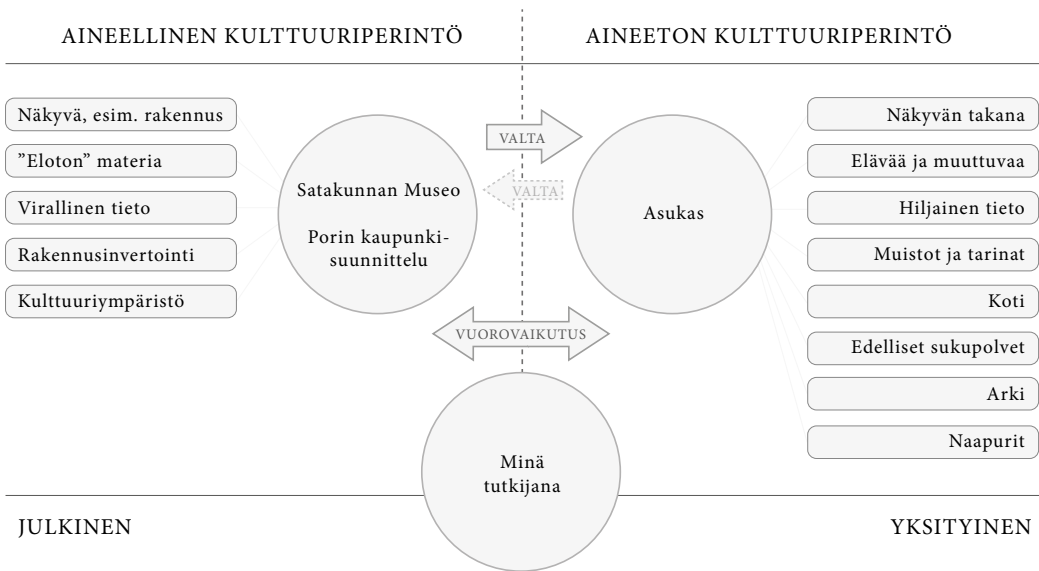 AINEELLINEN KULTTUURIPERINTÖ
AINEETON KULTTUURIPERINTÖ
Näkyvä, esim. rakennus
”Eloton” materia
Virallinen tieto
Rakennusinvertointi
Kulttuuriympäristö
Satakunnan Museo
Porin kaupunki-
suunnittelu
VALTA
VALTA
VUOROVAIKUTUS
Asukas
Näkyvän takana
Elävää ja muuttuvaa
Hiljainen tieto
Muistot ja tarinat
Koti
Edelliset sukupolvet
Arki
Naapurit
Minä
tutkijana
JULKINEN
YKSITYINEN